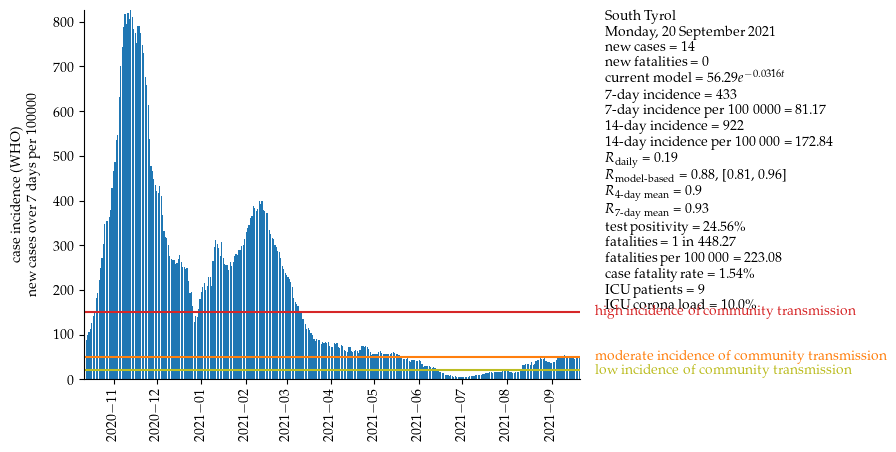 South Tyrol
Monday, 20 September 2021
new cases = 14
new fatalities = 0
current model = 56.29e^{−0.0316t}
7-day incidence = 433
7-day incidence per 100 0000 = 81.17
14-day incidence = 922
14-day incidence per 100 000 = 172.84
R_daily = 0.19
R_model-based = 0.88, [0.81, 0.96]
R_4-day mean = 0.9
R_7-day mean = 0.93
test positivity = 24.56%
fatalities = 1 in 448.27
fatalities per 100 000 = 223.08
case fatality rate = 1.54%
ICU patients = 9
ICU corona load = 10.0%
high incidence of community transmission
moderate incidence of community transmission
low incidence of community transmission
case incidence (WHO)
new cases over 7 days per 100000
800
700
600
500
400
300
200
100
0
2020−11
2020−12
2021−01
2021−02
2021−03
2021−04
2021−05
2021−06
2021−07
2021−08
2021−09